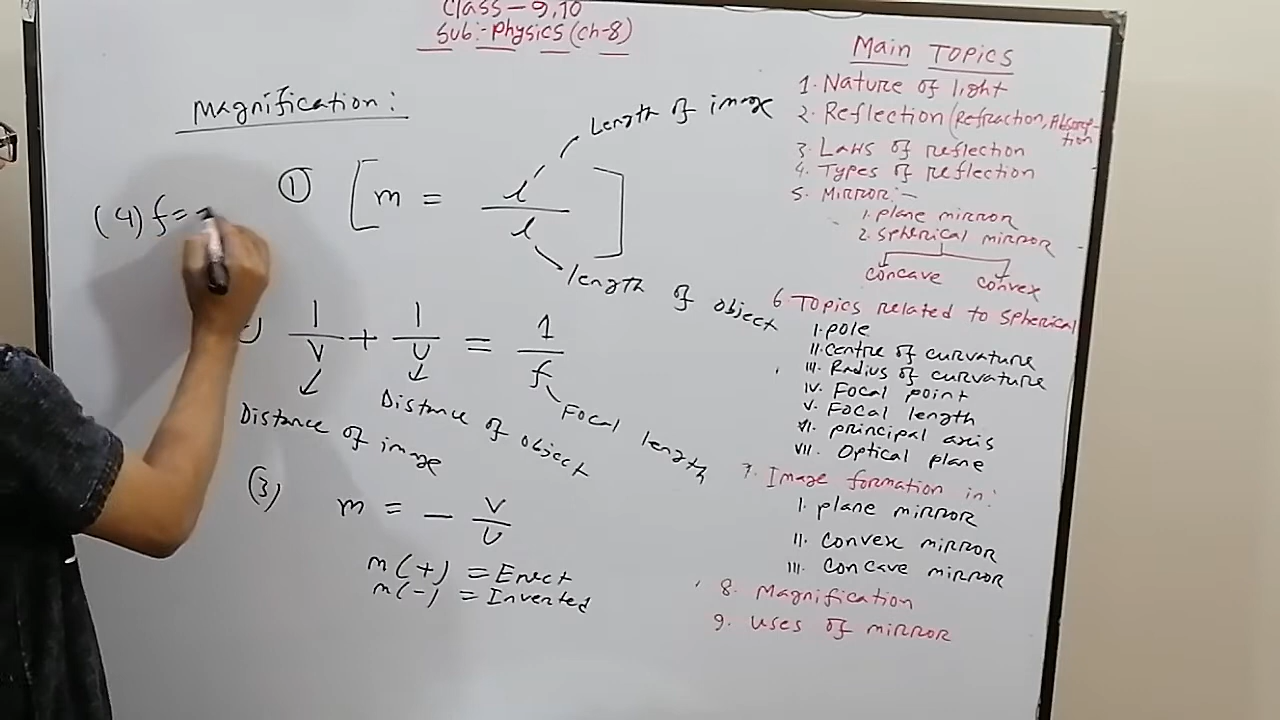 Class - 9,10
Sub:- Physics (ch-8)
Magnification:
① [ m = l' / l ]
Length of image
length of object
(4) f =
1/v + 1/u = 1/f
Distance of image
Distance of object
Focal length
(3) m = - v/u
m(+) = Erect
m(-) = Inverted
Main TOPICS
1. Nature of light
2. Reflection (Refraction, Absorp-
tion
3. Laws of reflection
4. Types of reflection
5. Mirror:-
1. plane mirror
2. spherical mirror
concave convex
6. Topics related to spherical
I. pole
II. Centre of curvature
III. Radius of curvature
IV. Focal point
V. Focal length
VI. principal axis
VII. Optical plane
7. Image formation in:
I. plane mirror
II. convex mirror
III. concave mirror
8. Magnification
9. uses of mirror